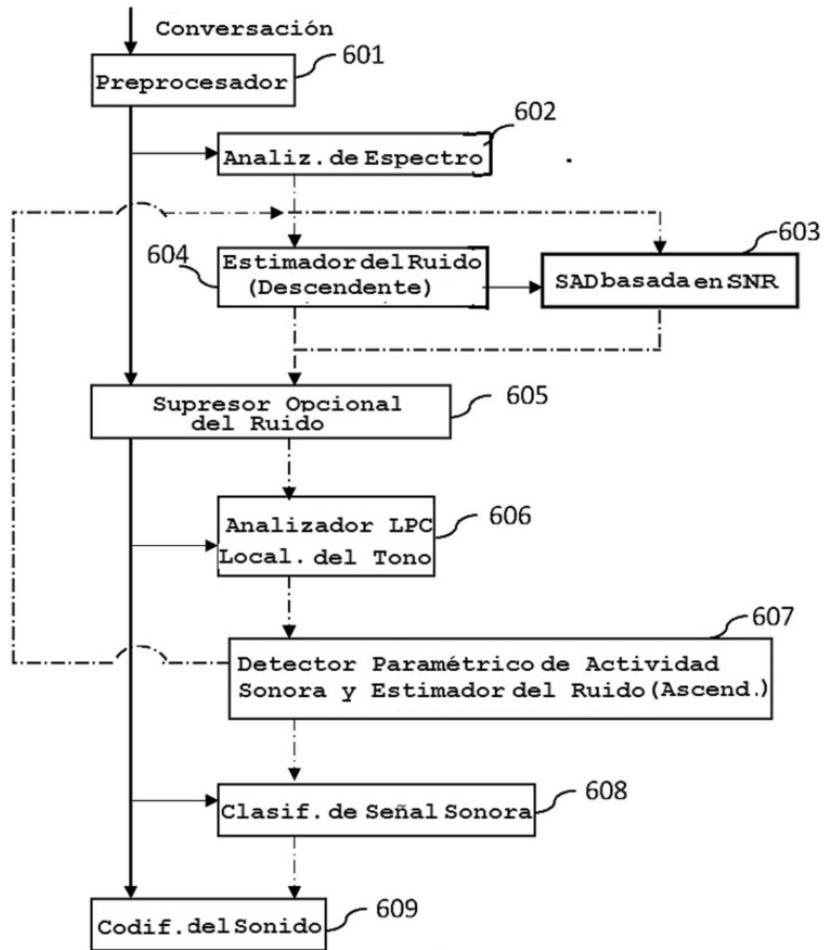 Conversación
601
Preprocesador
602
Analiz. de Espectro
603
604
Estimador del Ruido
(Descendente)
SAD basada en SNR
Supresor Opcional
del Ruido
605
Analizador LPC
Local. del Tono
606
607
Detector Paramétrico de Actividad
Sonora y Estimador del Ruido (Ascend.)
Clasif. de Señal Sonora
608
Codif. del Sonido
609